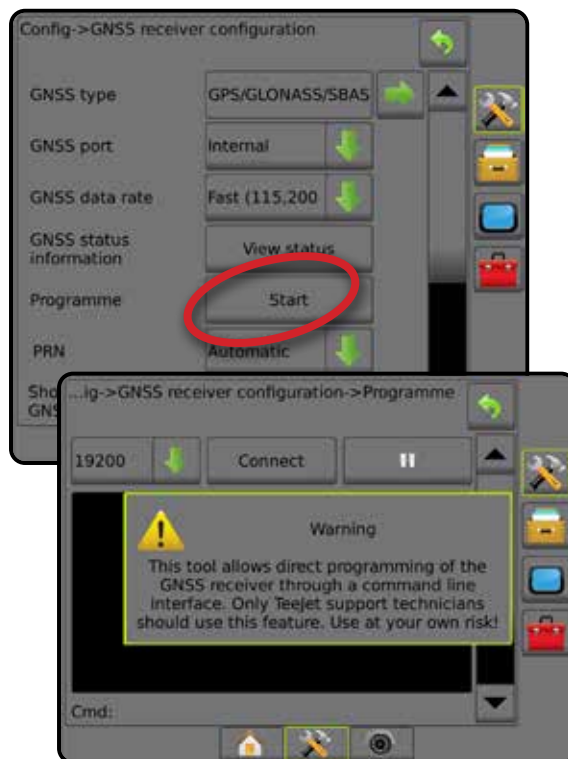 Config->GNSS receiver configuration
GNSS type
GPS/GLONASS/SBAS
GNSS port
Internal
GNSS data rate
Fast (115,200
GNSS status
information
View status
Programme
Start
PRN
Automatic
Sho
GNS
...ig->GNSS receiver configuration->Programme
19200
Connect
Warning
This tool allows direct programming of the
GNSS receiver through a command line
interface. Only TeeJet support technicians
should use this feature. Use at your own risk!
Cmd: